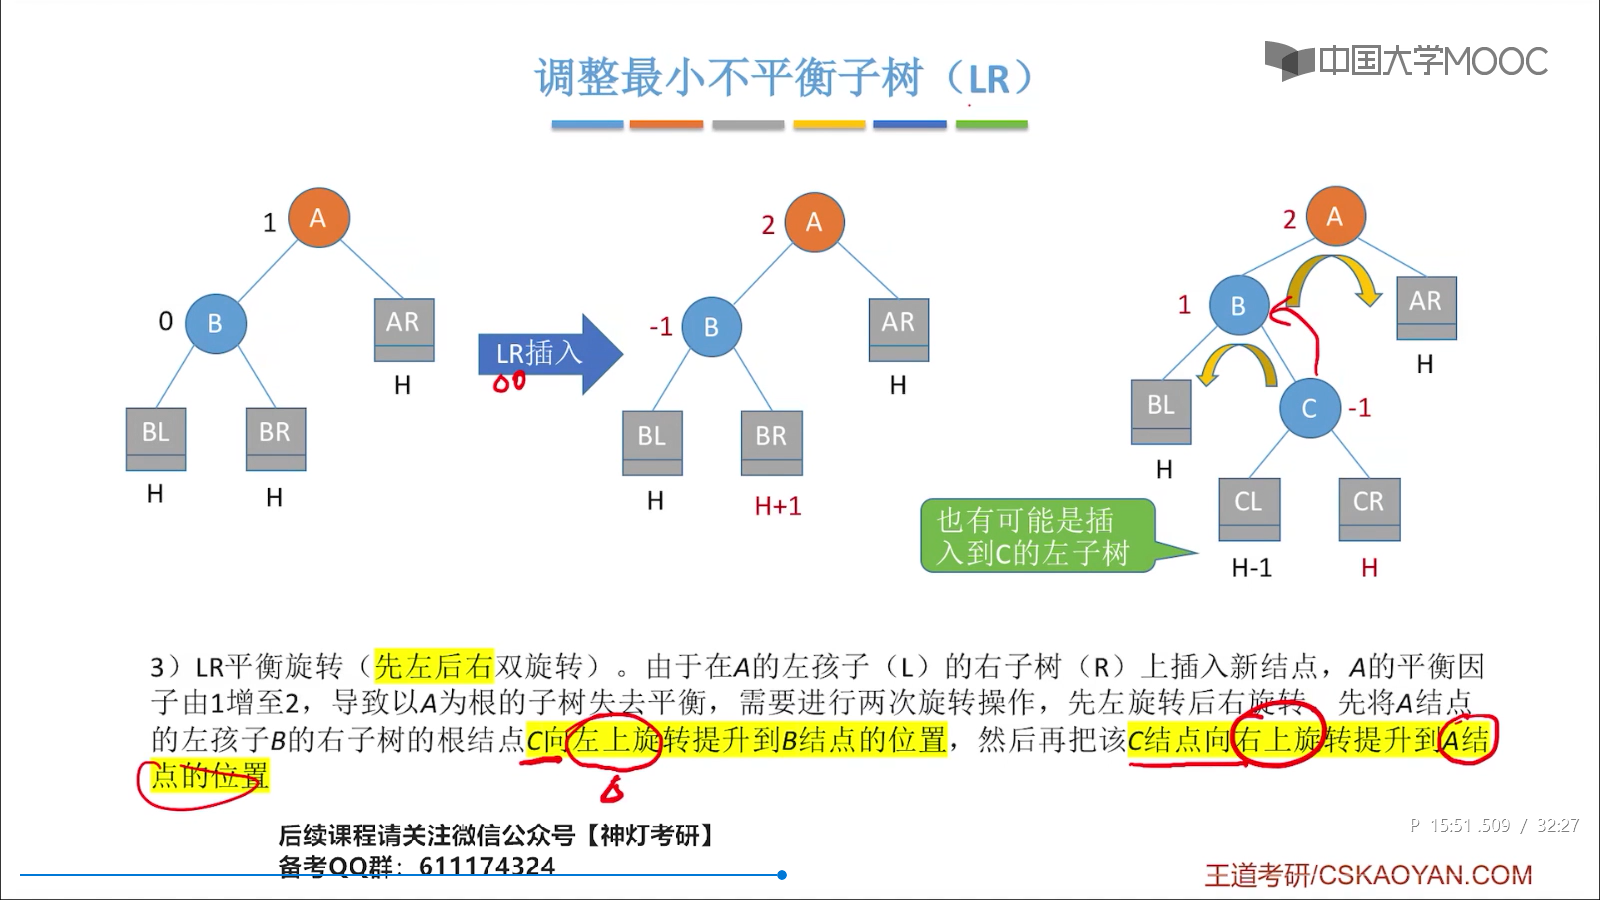 中国大学MOOC
调整最小不平衡子树（LR）
1 A
0 B
AR
H
BL
BR
H
H
LR插入
2 A
-1 B
AR
H
BL
BR
H
H+1
2 A
1 B
AR
H
BL
C -1
H
CL
CR
H-1
H
也有可能是插
入到C的左子树
3）LR平衡旋转（先左后右双旋转）。由于在A的左孩子（L）的右子树（R）上插入新结点，A的平衡因
子由1增至2，导致以A为根的子树失去平衡，需要进行两次旋转操作，先左旋转后右旋转。先将A结点
的左孩子B的右子树的根结点C向左上旋转提升到B结点的位置，然后再把该C结点向右上旋转提升到A结
点的位置
后续课程请关注微信公众号【神灯考研】
备考QQ群：611174324
P 15:51.509 / 32:27
王道考研/CSKAOYAN.COM